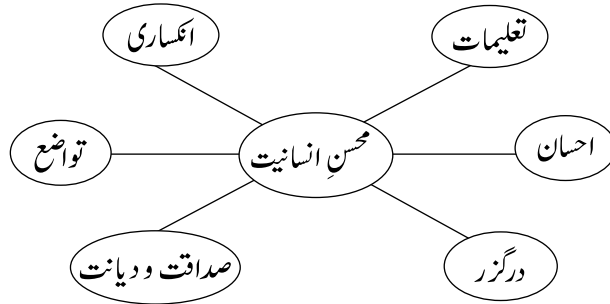 تعلیمات
انکساری
محسنِ انسانیت
احسان
تواضع
درگزر
صداقت و دیانت